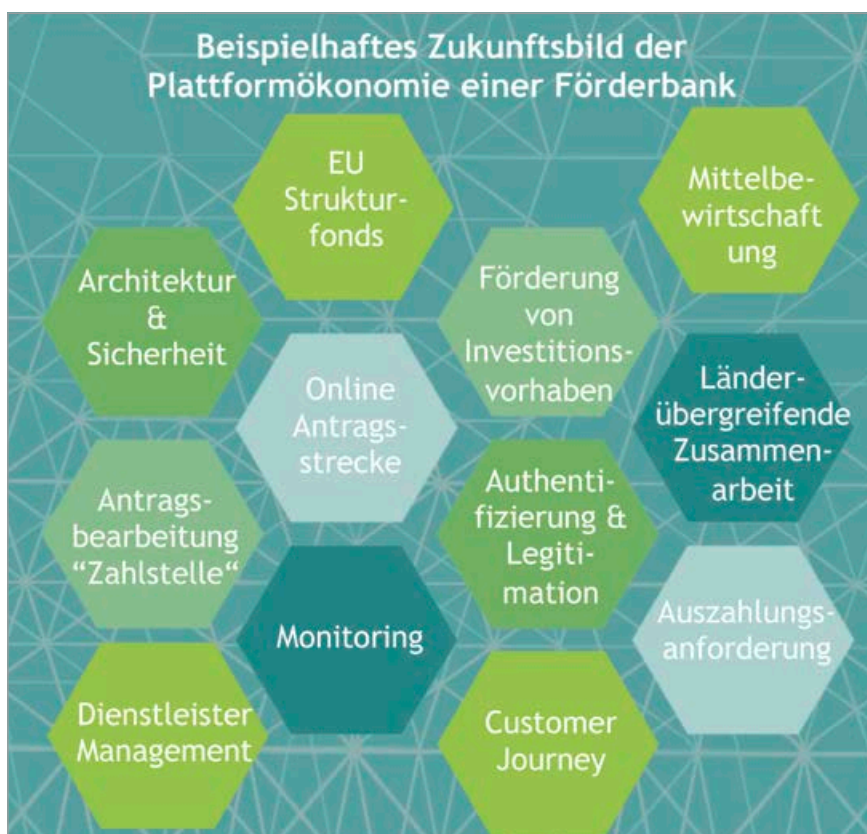 Beispielhaftes Zukunftsbild der
Plattformökonomie einer Förderbank
EU
Struktur-
fonds
Mittelbe-
wirtschaft
ung
Architektur
&
Sicherheit
Förderung
von
Investitions-
vorhaben
Online
Antrags-
strecke
Länder-
übergreifende
Zusammen-
arbeit
Antrags-
bearbeitung
“Zahlstelle“
Authenti-
fizierung &
Legiti-
mation
Monitoring
Auszahlungs-
anforderung
Dienstleister
Management
Customer
Journey